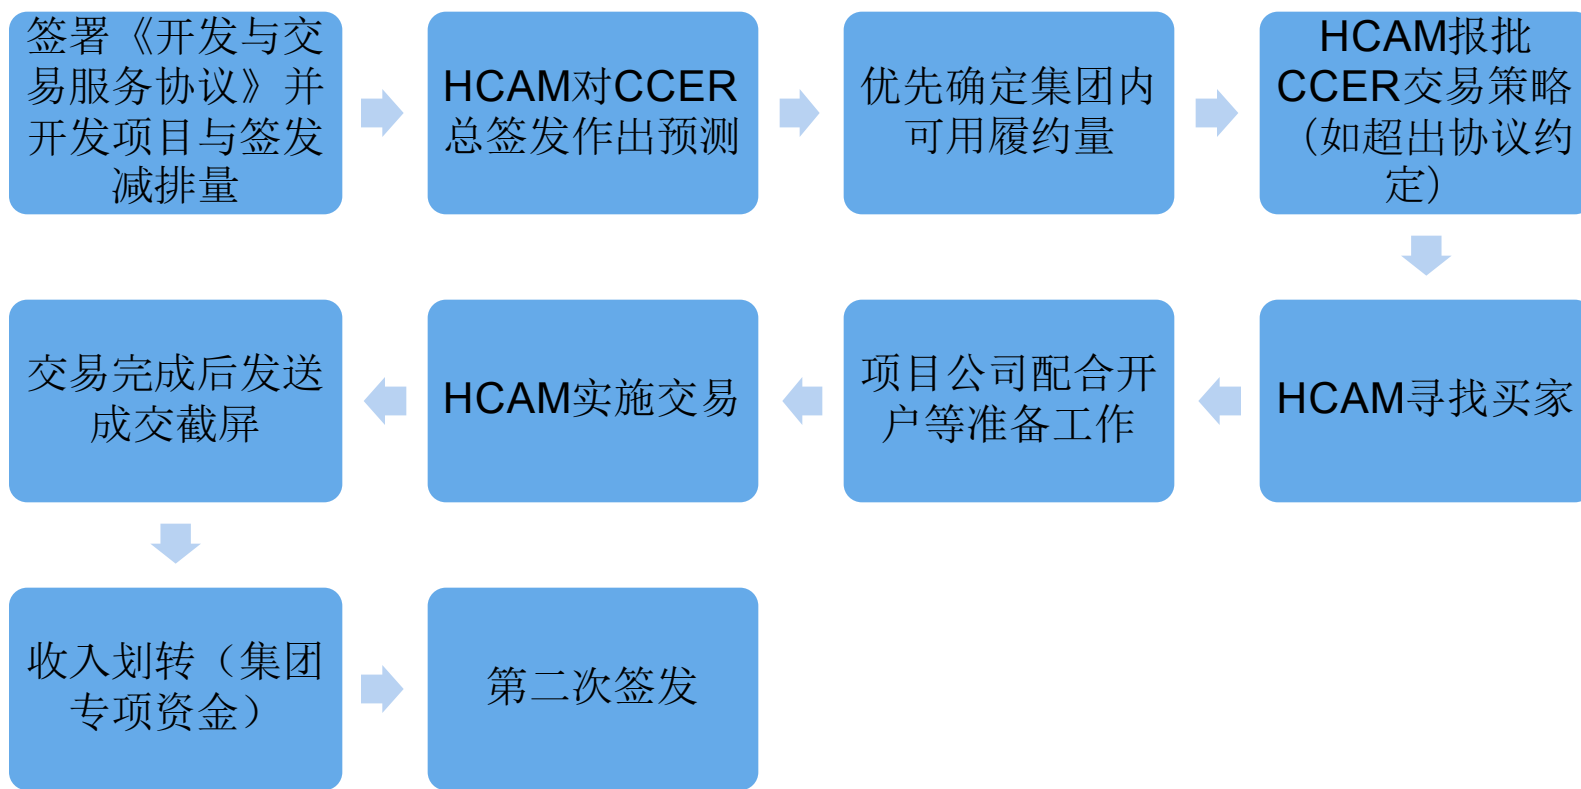 签署《开发与交
易服务协议》并
开发项目与签发
减排量
HCAM对CCER
总签发作出预测
优先确定集团内
可用履约量
HCAM报批
CCER交易策略
（如超出协议约
定）
HCAM寻找买家
项目公司配合开
户等准备工作
HCAM实施交易
交易完成后发送
成交截屏
收入划转（集团
专项资金）
第二次签发